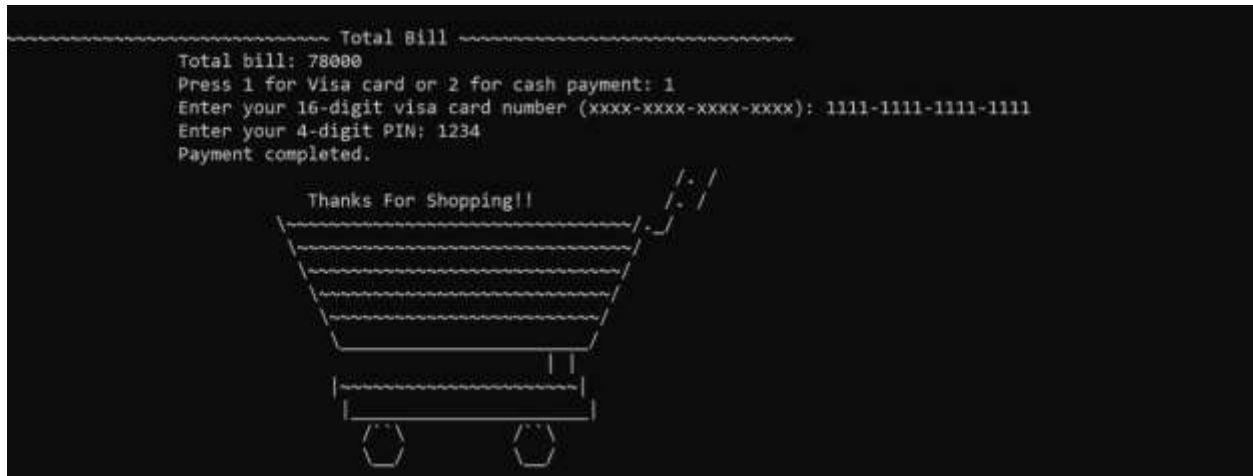 ~~~~~~~~~~~~~~~~~~~~~~~~~~~~~~ Total Bill ~~~~~~~~~~~~~~~~~~~~~~~~~~~~~~~
Total bill: 78000
Press 1 for Visa card or 2 for cash payment: 1
Enter your 16-digit visa card number (xxxx-xxxx-xxxx-xxxx): 1111-1111-1111-1111
Enter your 4-digit PIN: 1234
Payment completed.
Thanks For Shopping!!